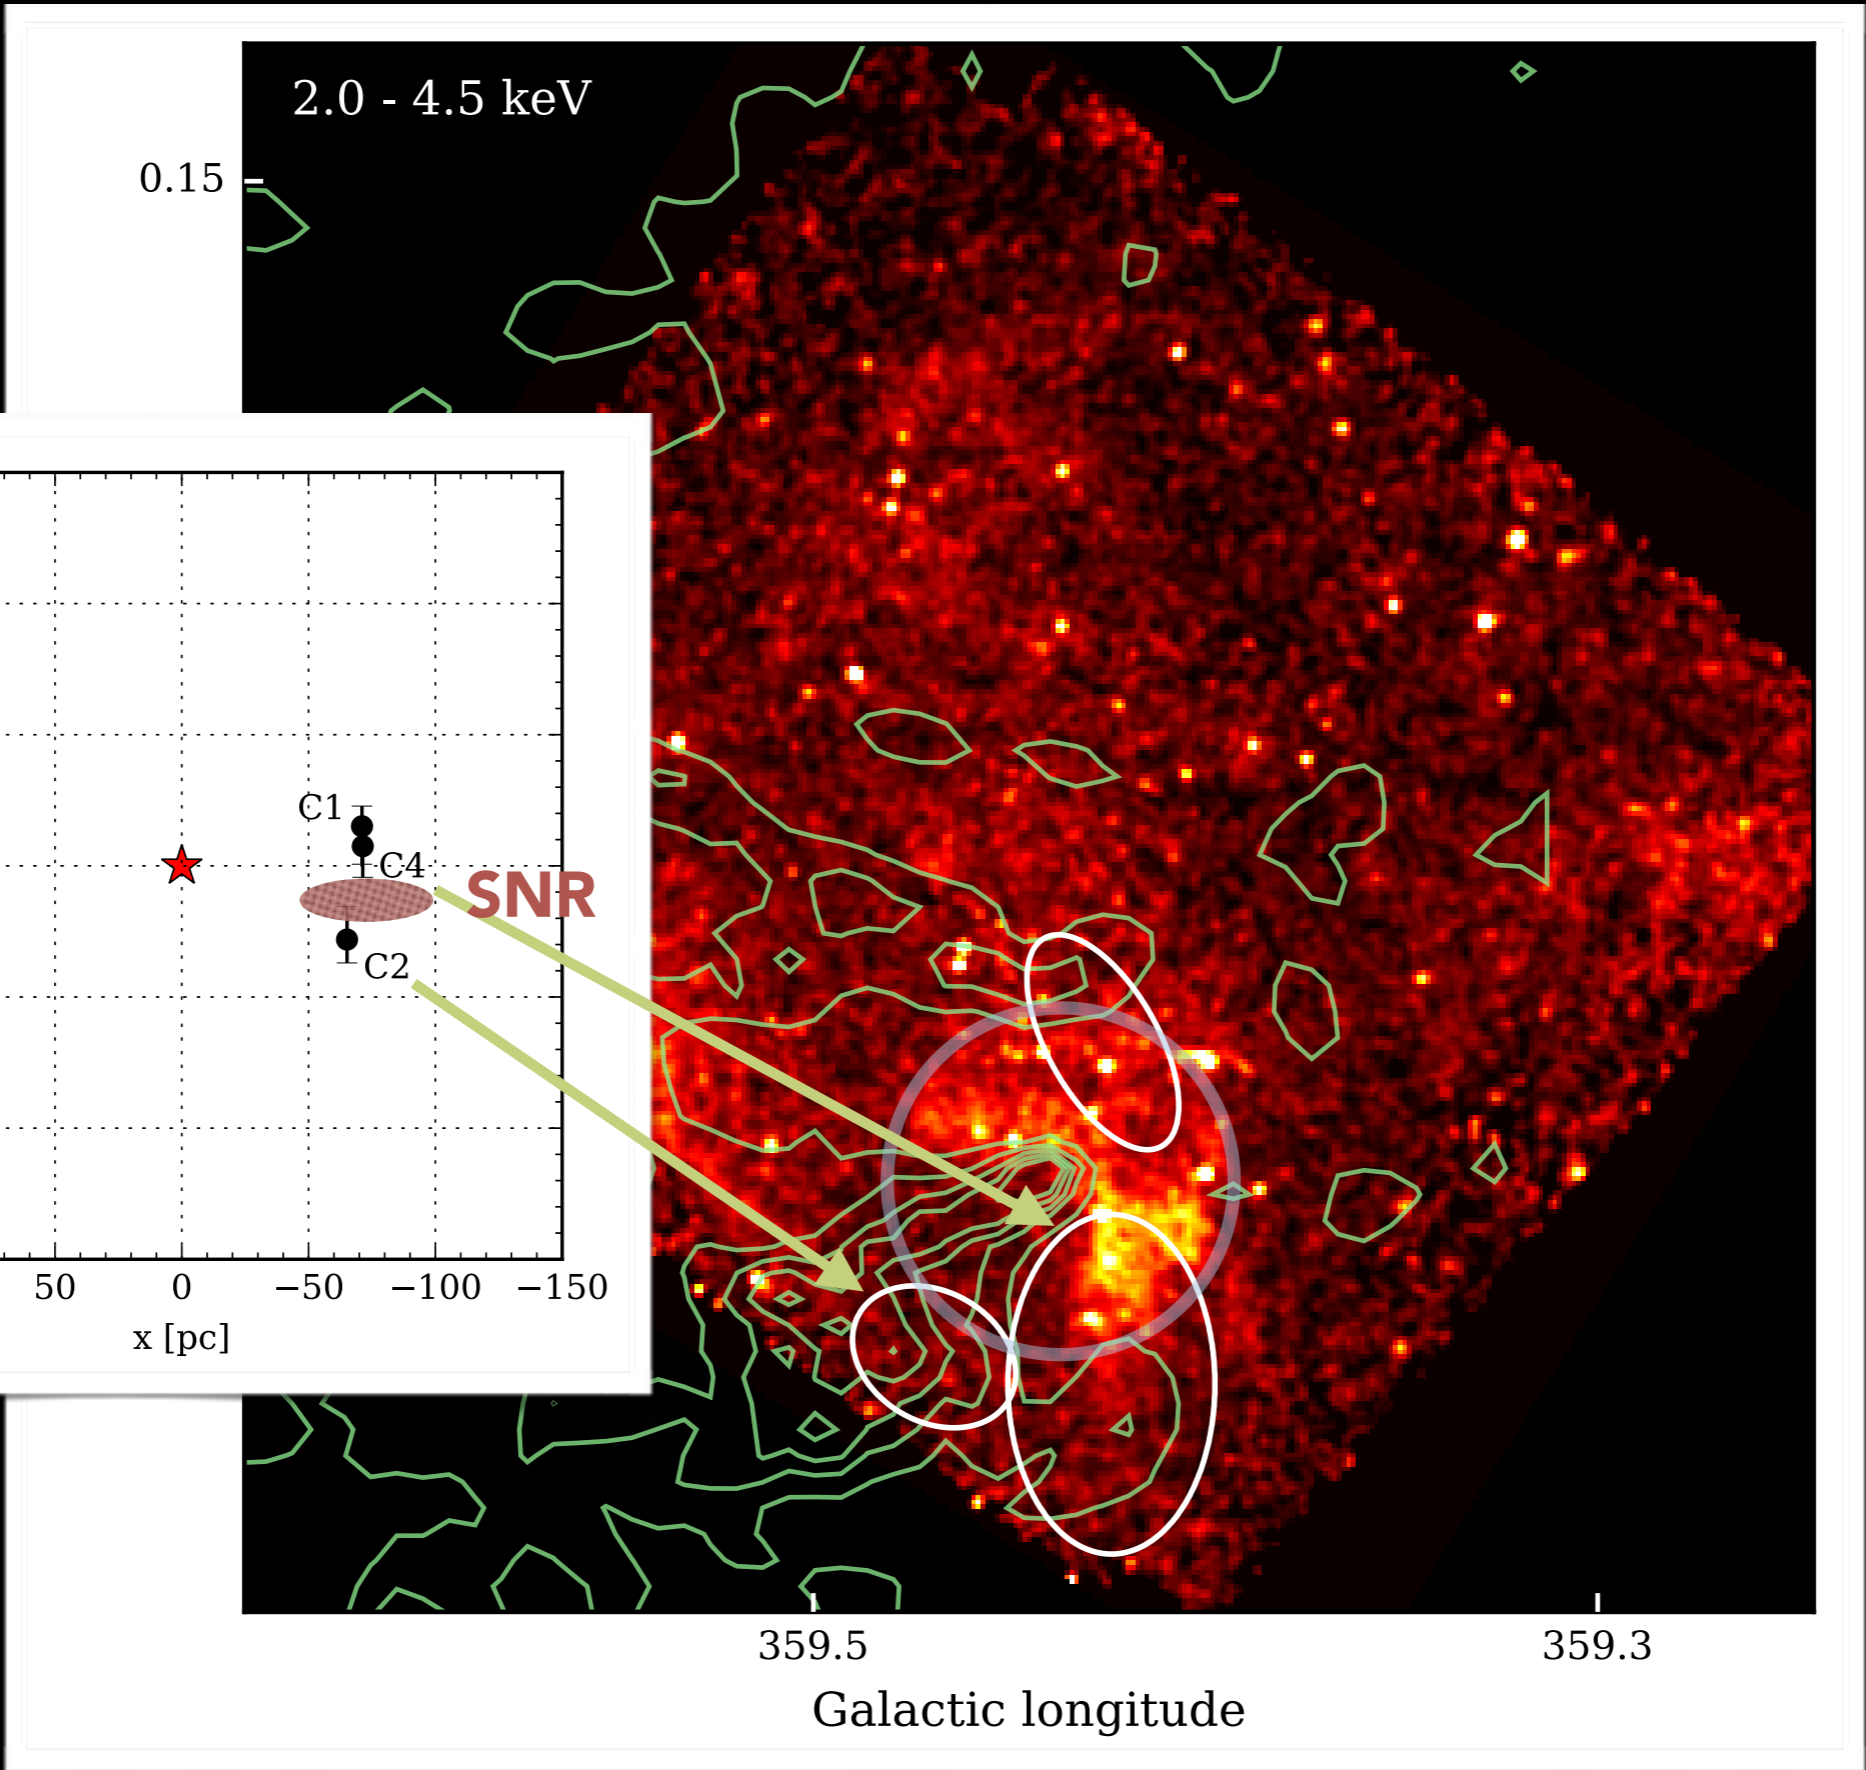 2.0 - 4.5 keV
0.15
C1
C4
SNR
C2
50 0 −50 −100 −150
x [pc]
359.5 359.3
Galactic longitude